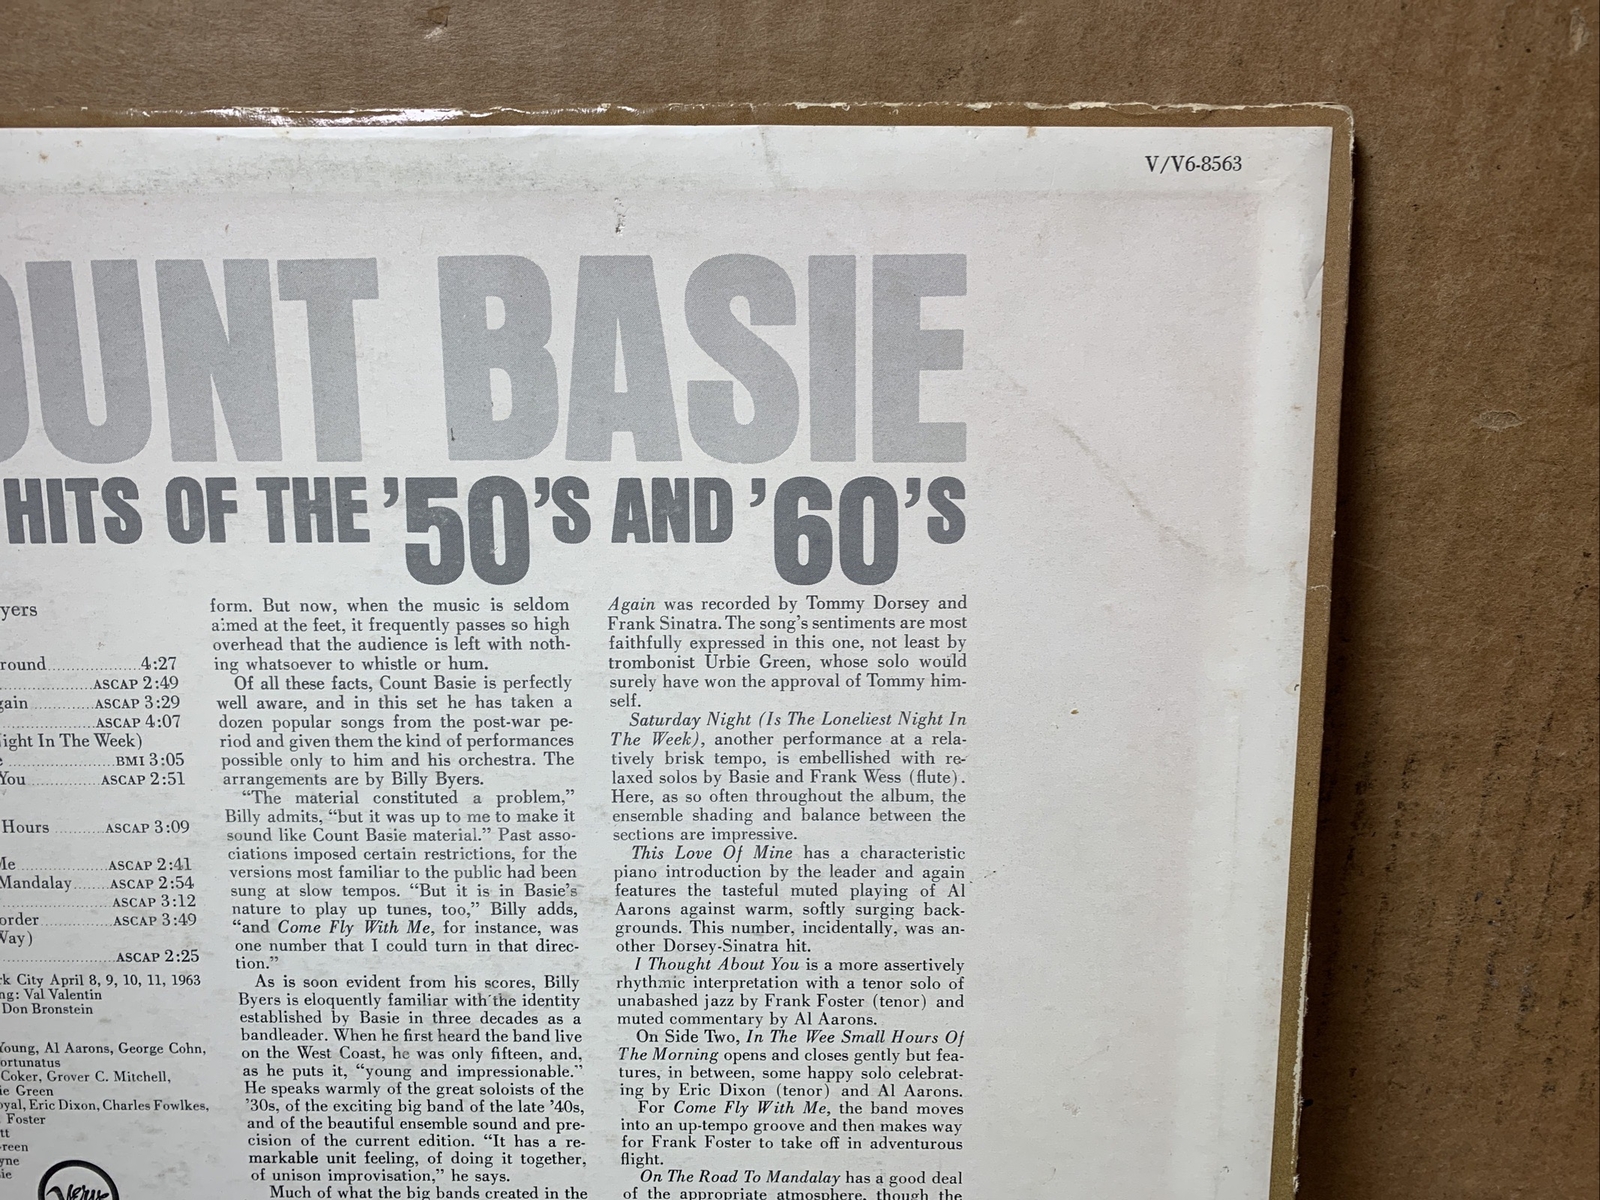 V/V6-8563
OUNT BASIE
HITS OF THE '50'S AND '60'S
yers
round 4:27
ASCAP 2:49
gain ASCAP 3:29
ASCAP 4:07
ight In The Week)
BMI 3:05
You ASCAP 2:51
Hours ASCAP 3:09
Me ASCAP 2:41
Mandalay ASCAP 2:54
ASCAP 3:12
order ASCAP 3:49
Way)
ASCAP 2:25
rk City April 8, 9, 10, 11, 1963
ng: Val Valentin
Don Bronstein
Young, Al Aarons, George Cohn,
ortunatus
Coker, Grover C. Mitchell,
ie Green
oyal, Eric Dixon, Charles Fowlkes,
Foster
tt
reen
yne
ie
Verve
form. But now, when the music is seldom
aimed at the feet, it frequently passes so high
overhead that the audience is left with noth-
ing whatsoever to whistle or hum.
Of all these facts, Count Basie is perfectly
well aware, and in this set he has taken a
dozen popular songs from the post-war pe-
riod and given them the kind of performances
possible only to him and his orchestra. The
arrangements are by Billy Byers.
"The material constituted a problem,"
Billy admits, "but it was up to me to make it
sound like Count Basie material." Past asso-
ciations imposed certain restrictions, for the
versions most familiar to the public had been
sung at slow tempos. "But it is in Basie's
nature to play up tunes, too," Billy adds,
"and Come Fly With Me, for instance, was
one number that I could turn in that direc-
tion."
As is soon evident from his scores, Billy
Byers is eloquently familiar with the identity
established by Basie in three decades as a
bandleader. When he first heard the band live
on the West Coast, he was only fifteen, and,
as he puts it, "young and impressionable."
He speaks warmly of the great soloists of the
'30s, of the exciting big band of the late '40s,
and of the beautiful ensemble sound and pre-
cision of the current edition. "It has a re-
markable unit feeling, of doing it together,
of unison improvisation," he says.
Much of what the big bands created in the
Again was recorded by Tommy Dorsey and
Frank Sinatra. The song's sentiments are most
faithfully expressed in this one, not least by
trombonist Urbie Green, whose solo would
surely have won the approval of Tommy him-
self.
Saturday Night (Is The Loneliest Night In
The Week), another performance at a rela-
tively brisk tempo, is embellished with re-
laxed solos by Basie and Frank Wess (flute).
Here, as so often throughout the album, the
ensemble shading and balance between the
sections are impressive.
This Love Of Mine has a characteristic
piano introduction by the leader and again
features the tasteful muted playing of Al
Aarons against warm, softly surging back-
grounds. This number, incidentally, was an-
other Dorsey-Sinatra hit.
I Thought About You is a more assertively
rhythmic interpretation with a tenor solo of
unabashed jazz by Frank Foster (tenor) and
muted commentary by Al Aarons.
On Side Two, In The Wee Small Hours Of
The Morning opens and closes gently but fea-
tures, in between, some happy solo celebrat-
ing by Eric Dixon (tenor) and Al Aarons.
For Come Fly With Me, the band moves
into an up-tempo groove and then makes way
for Frank Foster to take off in adventurous
flight.
On The Road To Mandalay has a good deal
of the appropriate atmosphere, though the